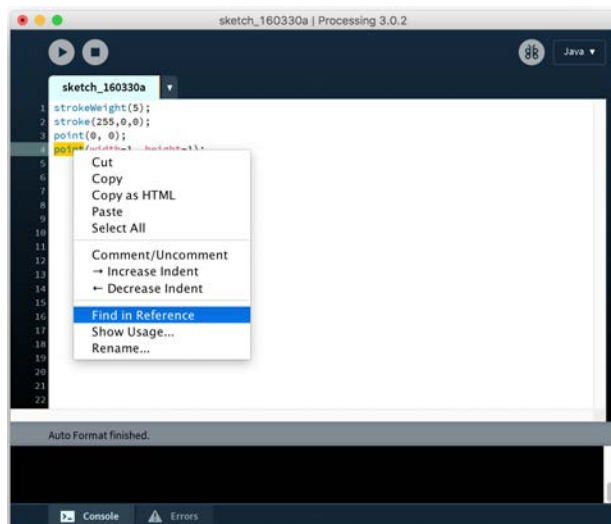 sketch_160330a | Processing 3.0.2
Java ▼
sketch_160330a ▼
1 strokeWeight(5);
2 stroke(255,0,0);
3 point(0, 0);
4 point(width-1, height-1);
5
6
7
8
9
10
11
12
13
14
15
16
17
18
19
20
21
22
Cut
Copy
Copy as HTML
Paste
Select All
Comment/Uncomment
→ Increase Indent
← Decrease Indent
Find in Reference
Show Usage...
Rename...
Auto Format finished.
>_ Console Errors